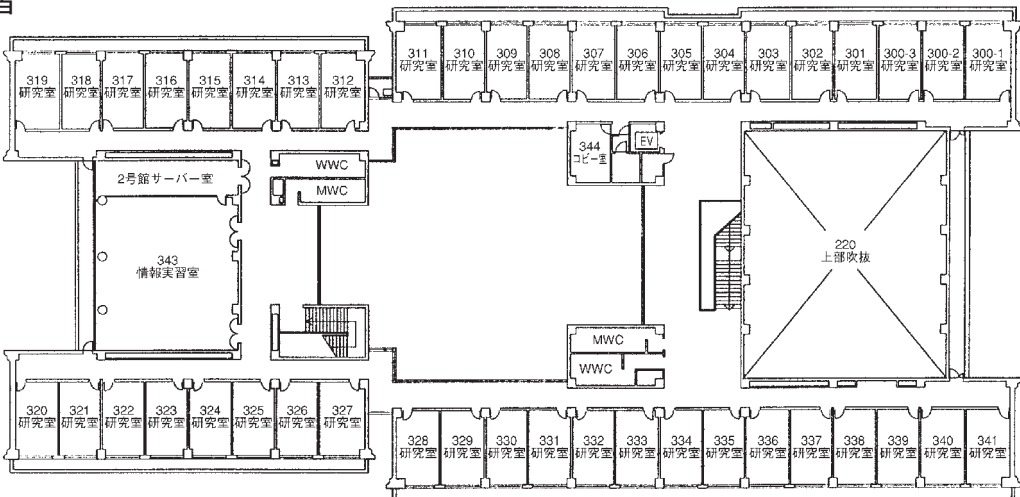 311
研究室
310
研究室
309
研究室
308
研究室
307
研究室
306
研究室
305
研究室
304
研究室
303
研究室
302
研究室
301
研究室
300-3
研究室
300-2
研究室
300-1
研究室
319
研究室
318
研究室
317
研究室
316
研究室
315
研究室
314
研究室
313
研究室
312
研究室
344
コピー室
EV
WWC
MWC
2号館サーバー室
343
情報実習室
220
上部吹抜
MWC
WWC
320
研究室
321
研究室
322
研究室
323
研究室
324
研究室
325
研究室
326
研究室
327
研究室
328
研究室
329
研究室
330
研究室
331
研究室
332
研究室
333
研究室
334
研究室
335
研究室
336
研究室
337
研究室
338
研究室
339
研究室
340
研究室
341
研究室